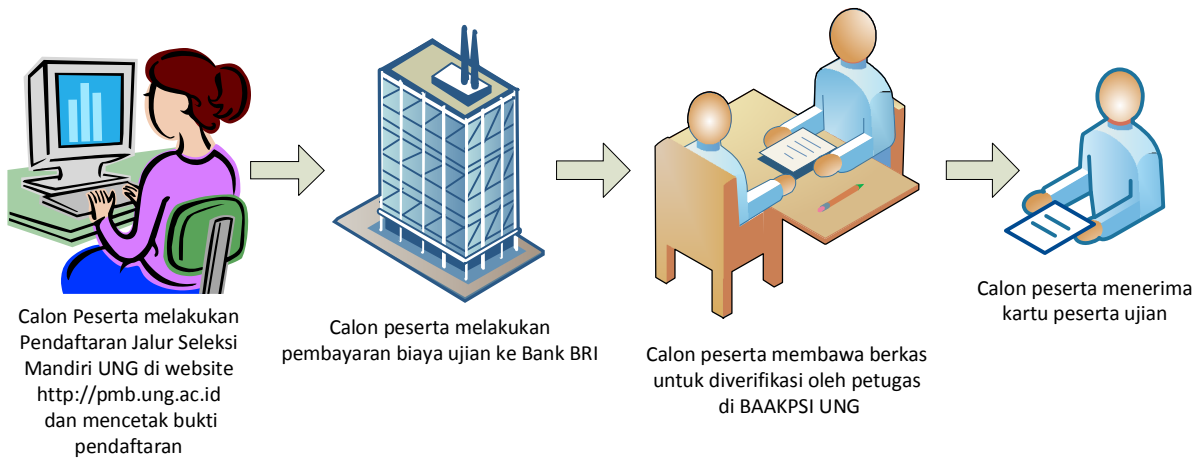 Calon Peserta melakukan
Pendaftaran Jalur Seleksi
Mandiri UNG di website
http://pmb.ung.ac.id
dan mencetak bukti
pendaftaran
Calon peserta melakukan
pembayaran biaya ujian ke Bank BRI
Calon peserta membawa berkas
untuk diverifikasi oleh petugas
di BAAKPSI UNG
Calon peserta menerima
kartu peserta ujian